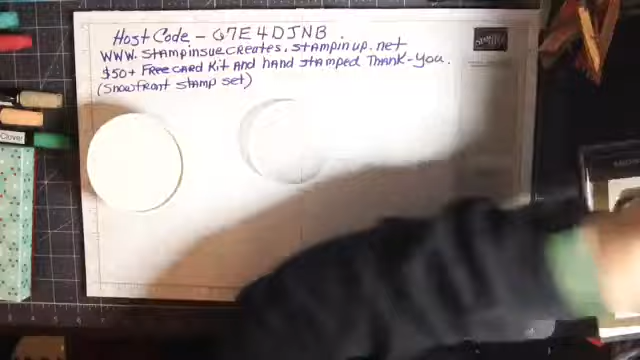 Host Code - G7E4DJNB.
www.stampinsuecreates.stampinup.net
$50+ Free card Kit And hand stamped Thank-You.
(Snowfront stamp set)
Clover